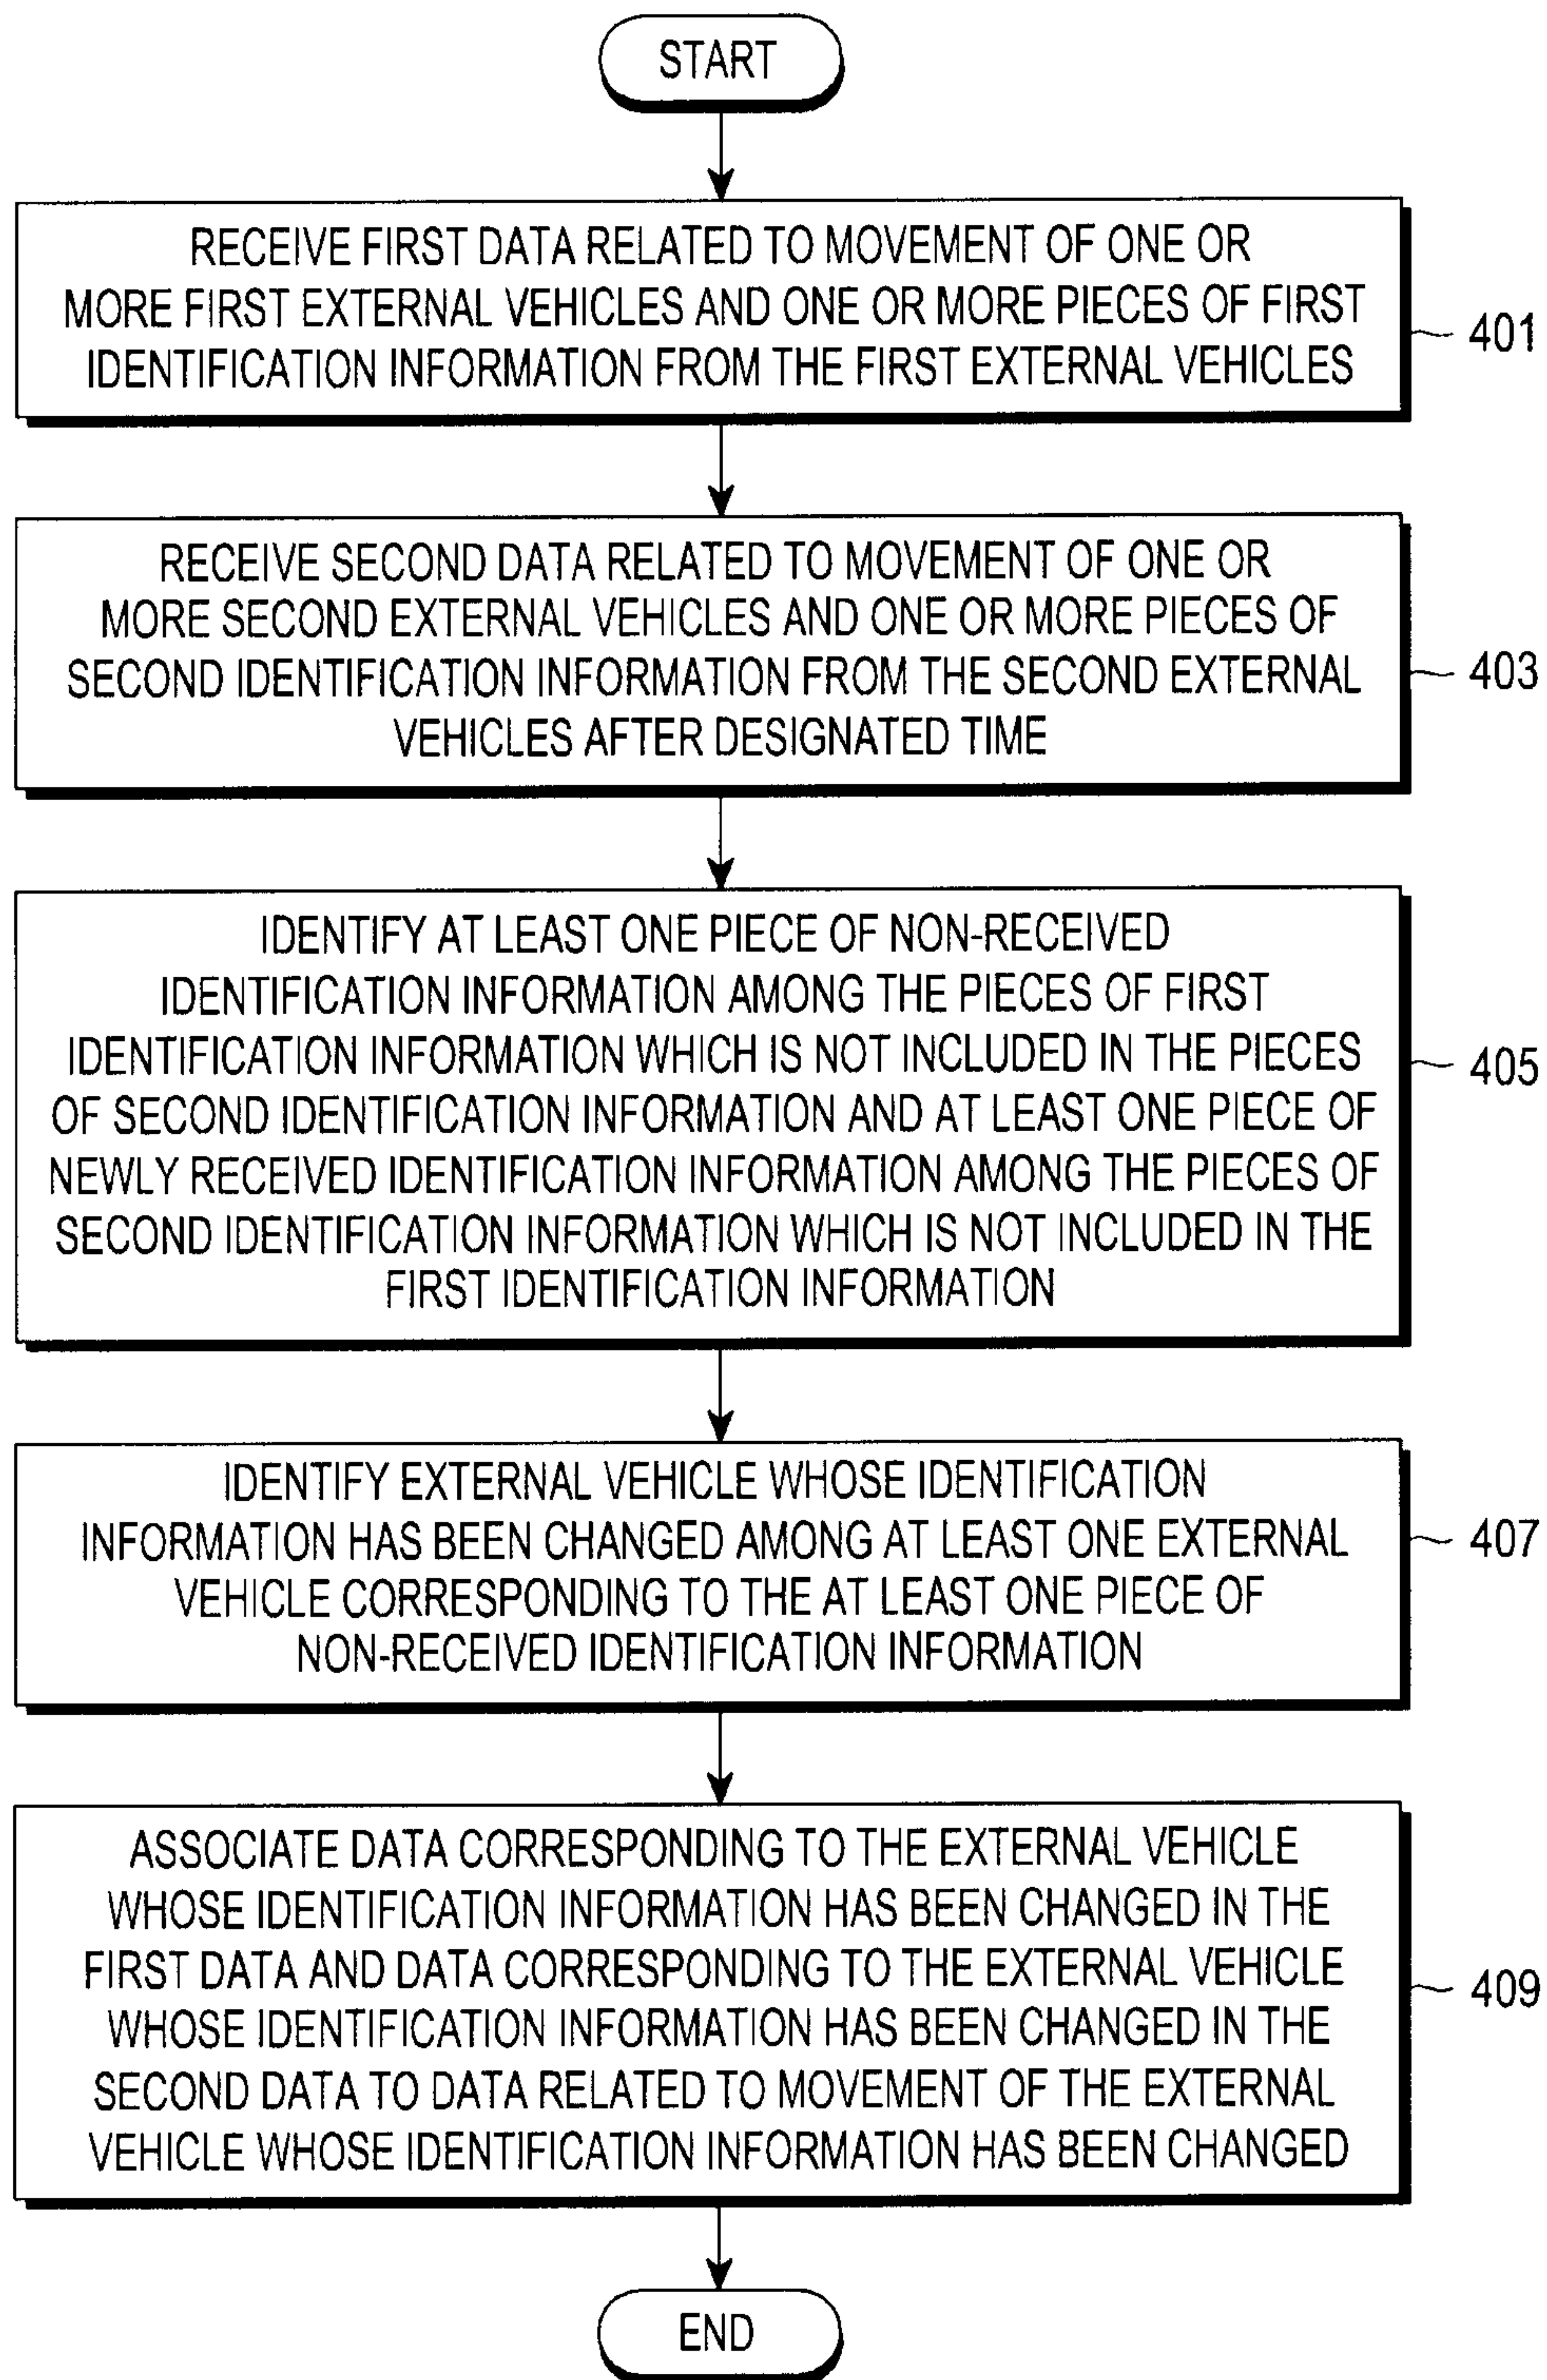 START
RECEIVE FIRST DATA RELATED TO MOVEMENT OF ONE OR
MORE FIRST EXTERNAL VEHICLES AND ONE OR MORE PIECES OF FIRST
IDENTIFICATION INFORMATION FROM THE FIRST EXTERNAL VEHICLES
401
RECEIVE SECOND DATA RELATED TO MOVEMENT OF ONE OR
MORE SECOND EXTERNAL VEHICLES AND ONE OR MORE PIECES OF
SECOND IDENTIFICATION INFORMATION FROM THE SECOND EXTERNAL
VEHICLES AFTER DESIGNATED TIME
403
IDENTIFY AT LEAST ONE PIECE OF NON-RECEIVED
IDENTIFICATION INFORMATION AMONG THE PIECES OF FIRST
IDENTIFICATION INFORMATION WHICH IS NOT INCLUDED IN THE PIECES
OF SECOND IDENTIFICATION INFORMATION AND AT LEAST ONE PIECE OF
NEWLY RECEIVED IDENTIFICATION INFORMATION AMONG THE PIECES OF
SECOND IDENTIFICATION INFORMATION WHICH IS NOT INCLUDED IN THE
FIRST IDENTIFICATION INFORMATION
405
IDENTIFY EXTERNAL VEHICLE WHOSE IDENTIFICATION
INFORMATION HAS BEEN CHANGED AMONG AT LEAST ONE EXTERNAL
VEHICLE CORRESPONDING TO THE AT LEAST ONE PIECE OF
NON-RECEIVED IDENTIFICATION INFORMATION
407
ASSOCIATE DATA CORRESPONDING TO THE EXTERNAL VEHICLE
WHOSE IDENTIFICATION INFORMATION HAS BEEN CHANGED IN THE
FIRST DATA AND DATA CORRESPONDING TO THE EXTERNAL VEHICLE
WHOSE IDENTIFICATION INFORMATION HAS BEEN CHANGED IN THE
SECOND DATA TO DATA RELATED TO MOVEMENT OF THE EXTERNAL
VEHICLE WHOSE IDENTIFICATION INFORMATION HAS BEEN CHANGED
409
END